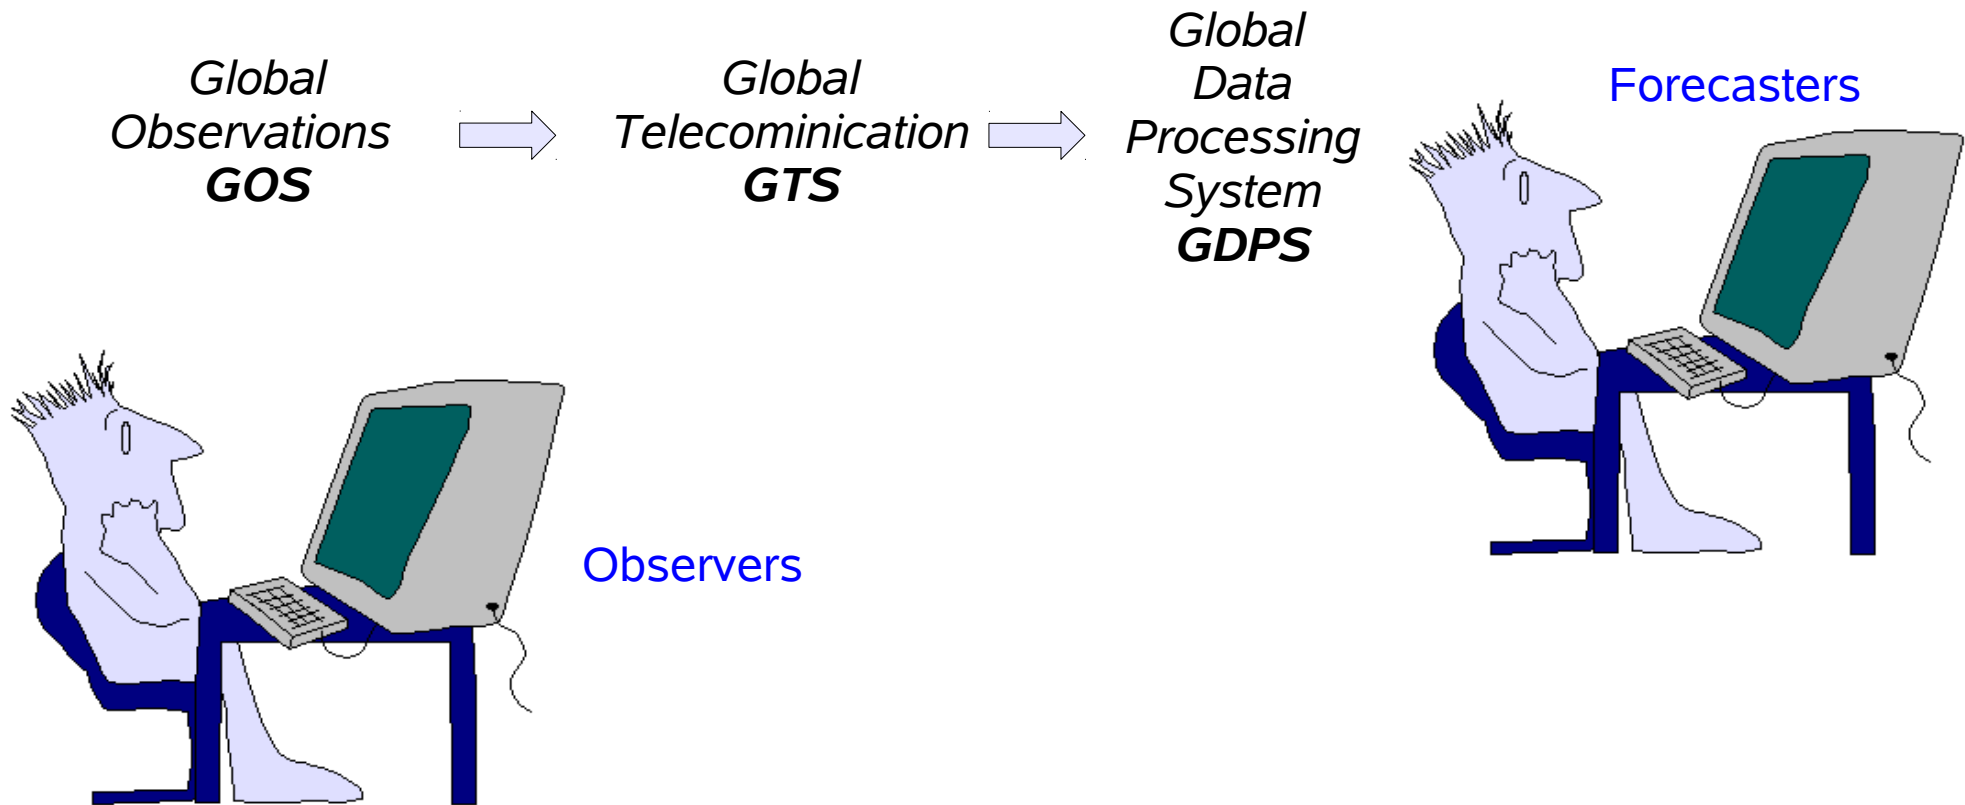 Global
Observations
GOS
Global
Telecominication
GTS
Global
Data
Processing
System
GDPS
Forecasters
Observers